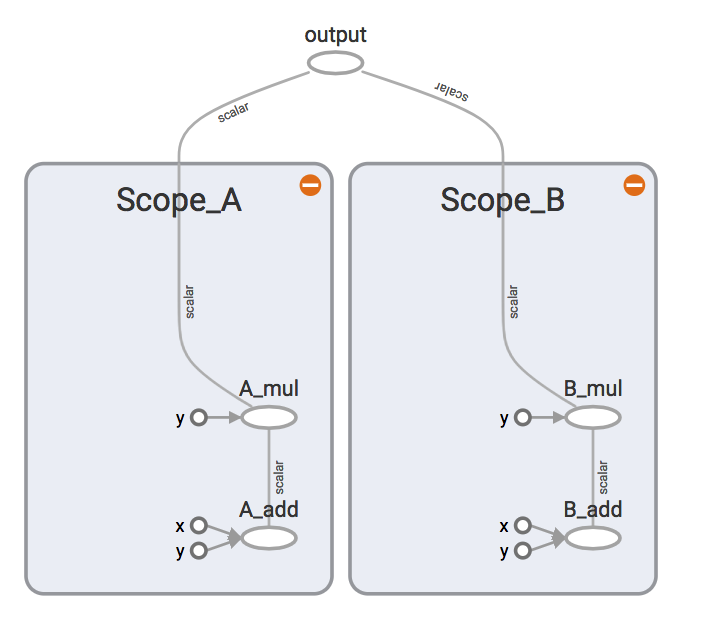 output
scalar
scalar
Scope_A
Scope_B
scalar
scalar
A_mul
B_mul
y
y
scalar
scalar
A_add
B_add
x
x
y
y